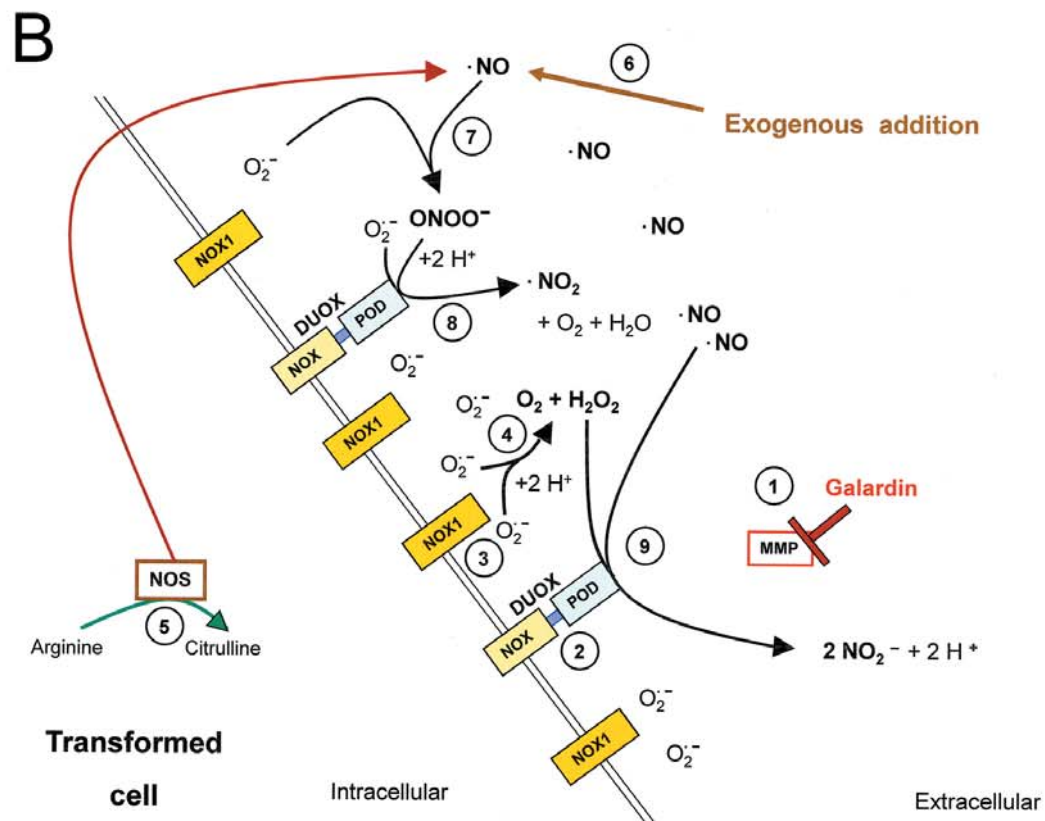 B
· NO
6
Exogenous addition
7
· NO
O₂·⁻
ONOO⁻
· NO
NOX1
O₂·⁻
+2 H⁺
· NO₂
DUOX
POD
8
+ O₂ + H₂O
· NO
· NO
NOX
O₂·⁻
O₂·⁻
O₂ + H₂O₂
NOX1
4
O₂·⁻
+2 H⁺
1
Galardin
NOX1
O₂·⁻
3
9
MMP
NOS
DUOX
POD
5
Arginine
Citrulline
NOX
2
2 NO₂⁻ + 2 H⁺
O₂·⁻
NOX1
O₂·⁻
Transformed
cell
Intracellular
Extracellular